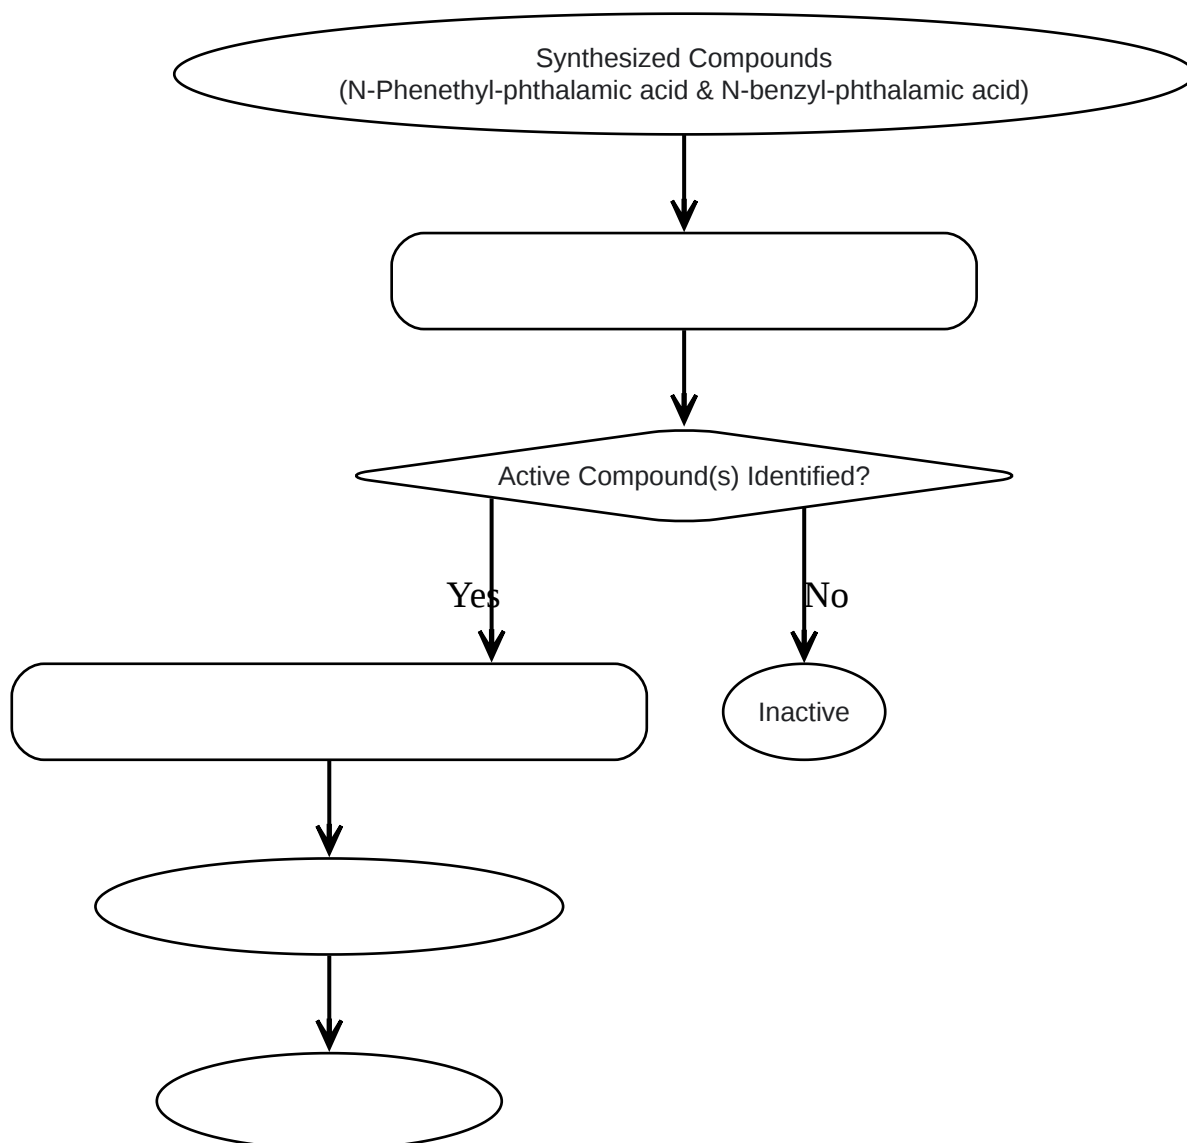 Synthesized Compounds
(N-Phenethyl-phthalamic acid & N-benzyl-phthalamic acid)
Active Compound(s) Identified?
Yes
No
Inactive